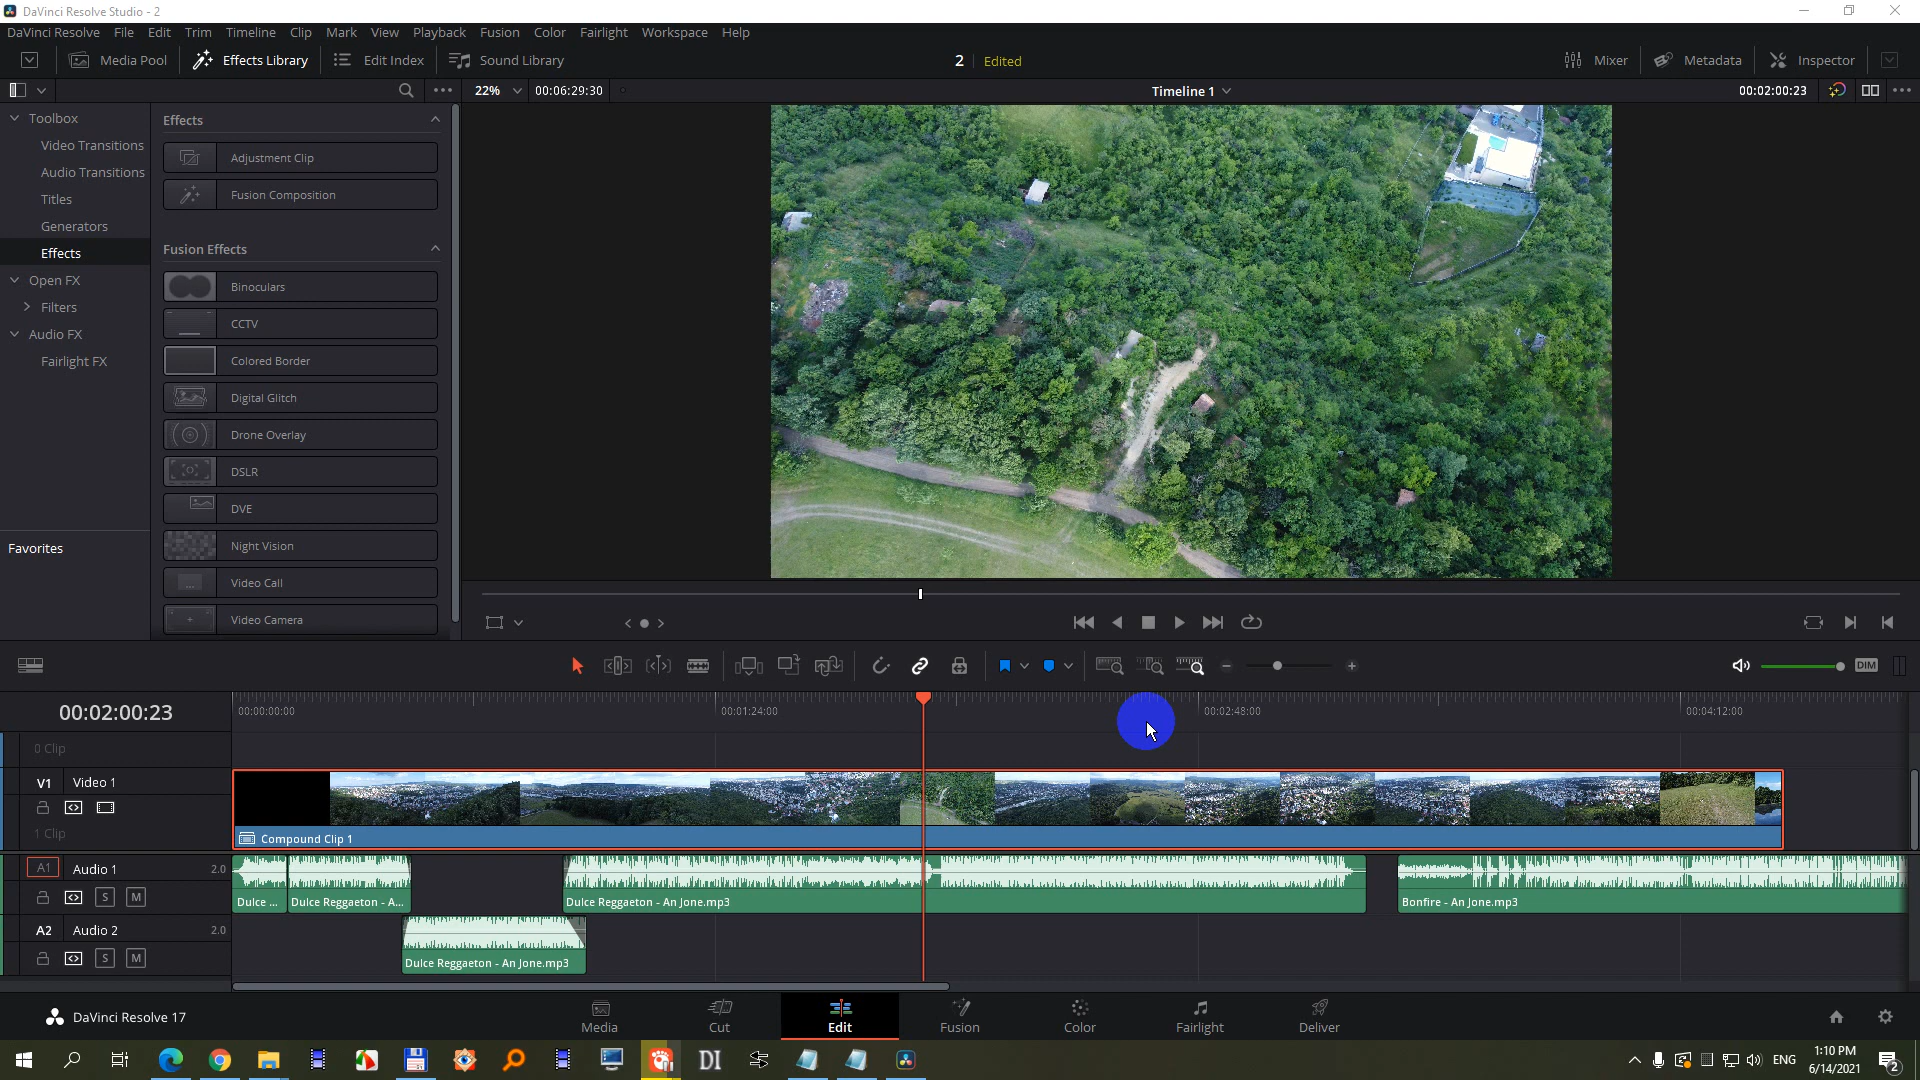 DaVinci Resolve Studio - 2
DaVinci Resolve File Edit Trim Timeline Clip Mark View Playback Fusion Color Fairlight Workspace Help
Media Pool Effects Library Edit Index Sound Library 2 Edited Mixer Metadata Inspector
22% 00:06:29:30 Timeline 1 00:02:00:23
Toolbox
Video Transitions
Audio Transitions
Titles
Generators
Effects
Open FX
Filters
Audio FX
Fairlight FX
Favorites
Effects
Adjustment Clip
Fusion Composition
Fusion Effects
Binoculars
CCTV
Colored Border
Digital Glitch
Drone Overlay
DSLR
DVE
Night Vision
Video Call
Video Camera
DIM
00:02:00:23 00:00:00:00 00:01:24:00 00:02:48:00 00:04:12:00
0 Clip
V1 Video 1
1 Clip
Compound Clip 1
A1 Audio 1 2.0
S M
Dulce ... Dulce Reggaeton - A... Dulce Reggaeton - An Jone.mp3 Bonfire - An Jone.mp3
A2 Audio 2 2.0
S M
Dulce Reggaeton - An Jone.mp3
DaVinci Resolve 17
Media Cut Edit Fusion Color Fairlight Deliver
DI
ENG
1:10 PM
6/14/2021
2